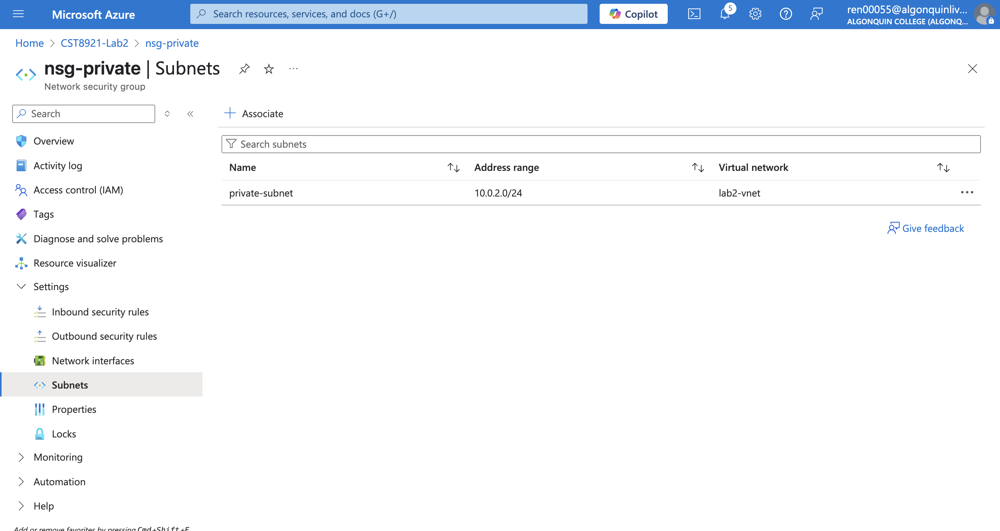 Microsoft Azure
Search resources, services, and docs (G+/)
Copilot
5
ren00055@algonquinliv...
ALGONQUIN COLLEGE (ALGONQ...
Home > CST8921-Lab2 > nsg-private
nsg-private | Subnets
Network security group
Search
Associate
Overview
Search subnets
Activity log
Name Address range Virtual network
Access control (IAM)
private-subnet 10.0.2.0/24 lab2-vnet
Tags
Give feedback
Diagnose and solve problems
Resource visualizer
Settings
Inbound security rules
Outbound security rules
Network interfaces
Subnets
Properties
Locks
Monitoring
Automation
Help
Add or remove favorites by pressing Cmd+Shift+F